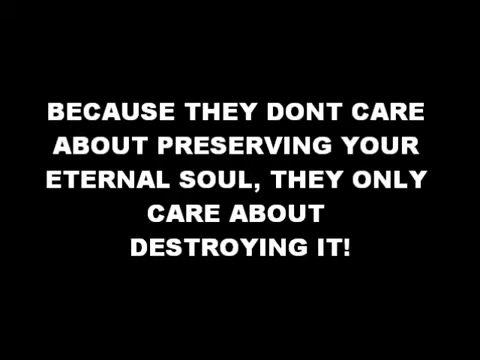 BECAUSE THEY DONT CARE
ABOUT PRESERVING YOUR
ETERNAL SOUL, THEY ONLY
CARE ABOUT
DESTROYING IT!